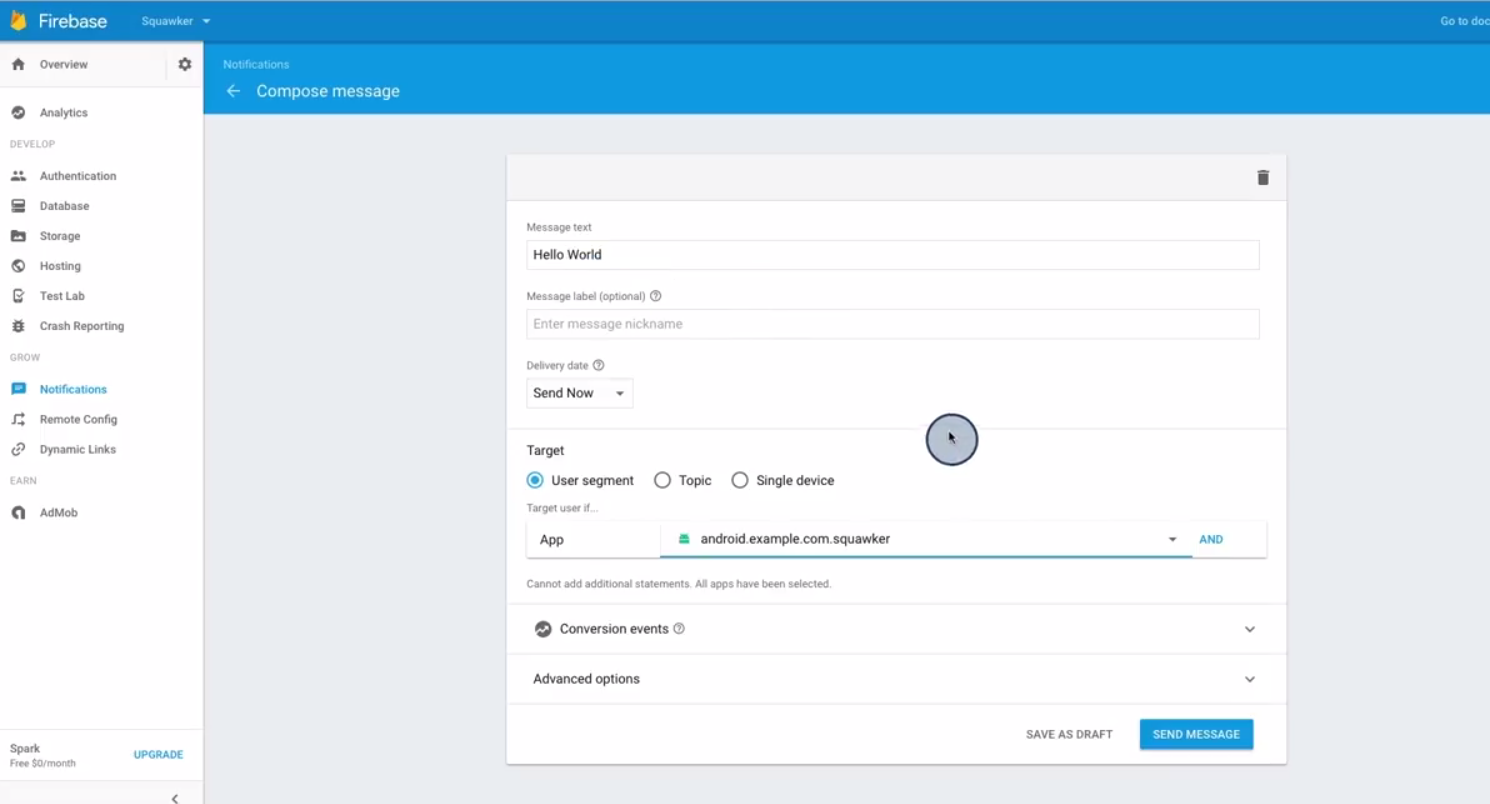 Firebase
Squawker
Go to doc
Overview
Notifications
Compose message
Analytics
DEVELOP
Authentication
Database
Storage
Hosting
Test Lab
Crash Reporting
GROW
Notifications
Remote Config
Dynamic Links
EARN
AdMob
Spark
Free $0/month
UPGRADE
Message text
Hello World
Message label (optional)
Enter message nickname
Delivery date
Send Now
Target
User segment Topic Single device
Target user if...
App android.example.com.squawker AND
Cannot add additional statements. All apps have been selected.
Conversion events
Advanced options
SAVE AS DRAFT SEND MESSAGE